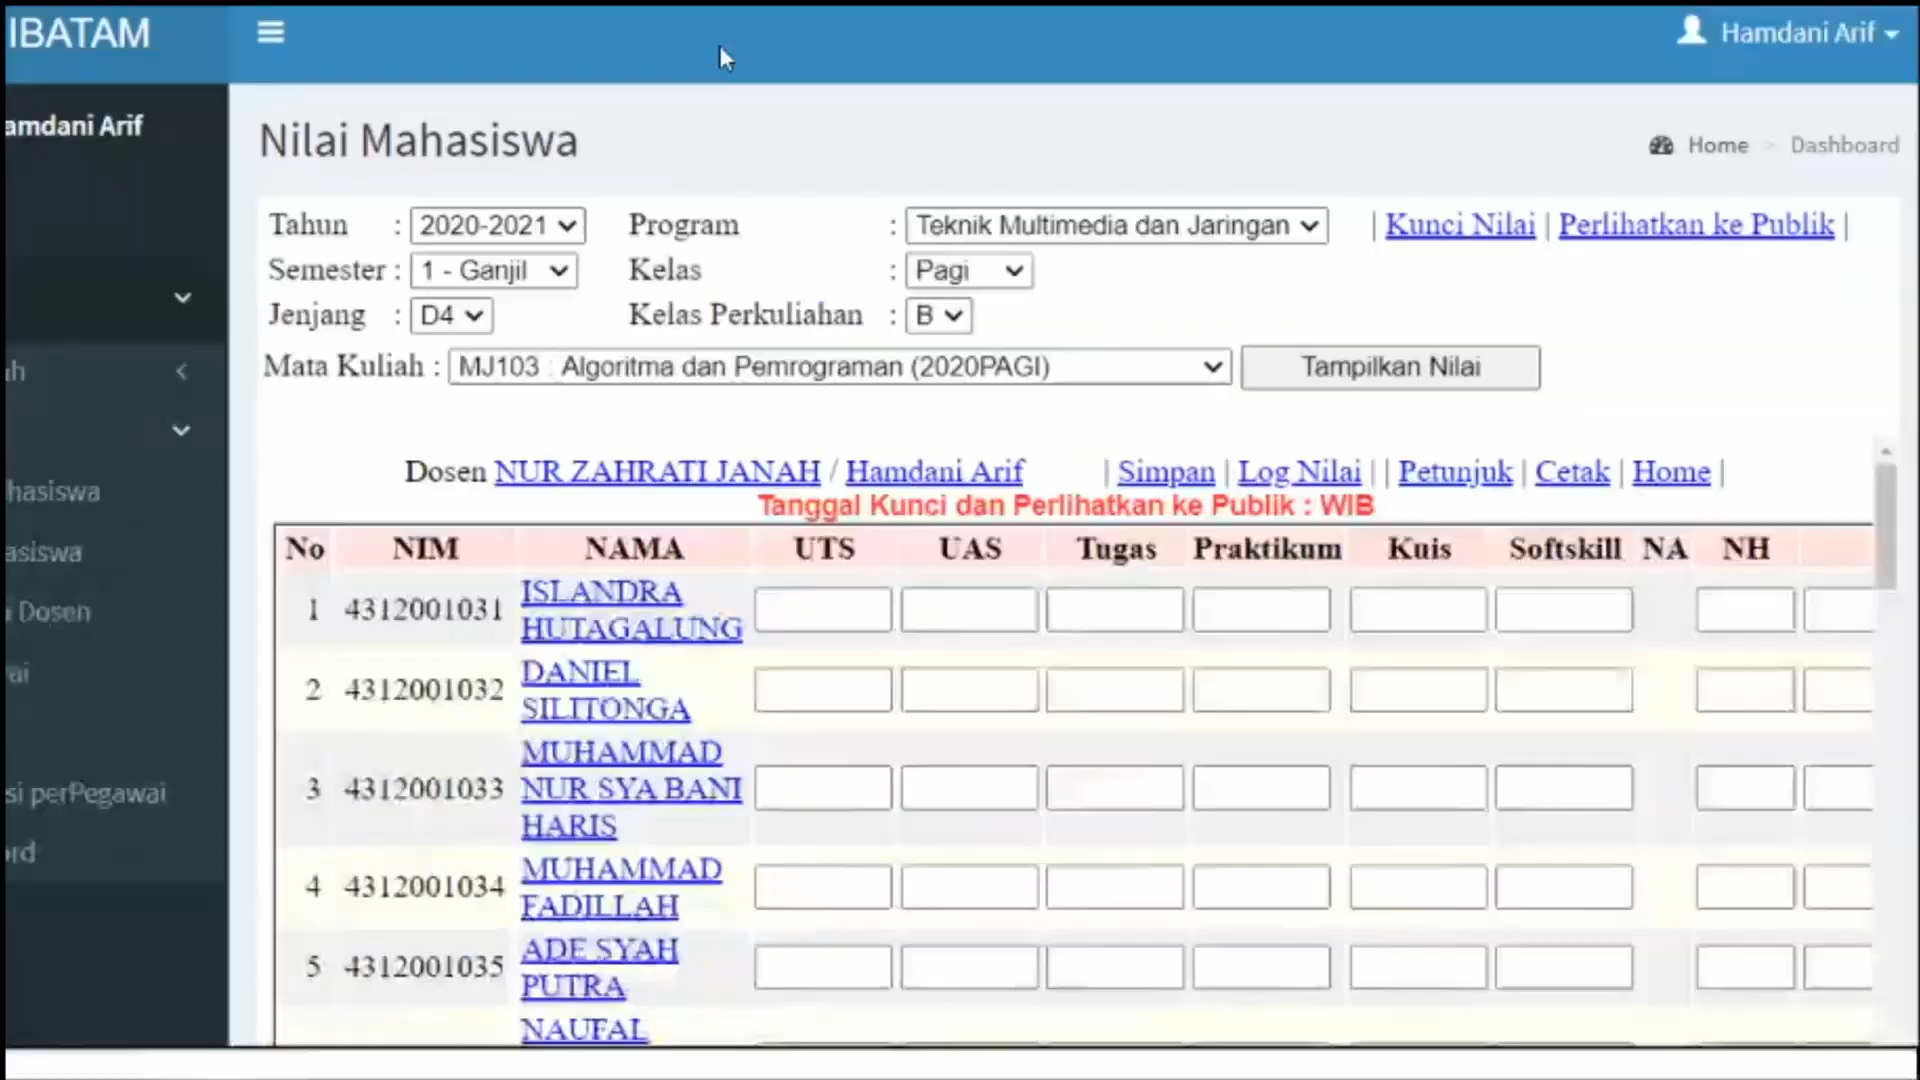 IBATAM
Hamdani Arif
amdani Arif
Nilai Mahasiswa
Home > Dashboard
Tahun : 2020-2021 Program : Teknik Multimedia dan Jaringan | Kunci Nilai | Perlihatkan ke Publik |
Semester : 1 - Ganjil Kelas : Pagi
Jenjang : D4 Kelas Perkuliahan : B
Mata Kuliah : MJ103 : Algoritma dan Pemrograman (2020PAGI) Tampilkan Nilai
hasiswa
asiswa
Dosen
ai
si perPegawai
ord
Dosen NUR ZAHRATI JANAH / Hamdani Arif | Simpan | Log Nilai | | Petunjuk | Cetak | Home |
Tanggal Kunci dan Perlihatkan ke Publik : WIB
No NIM NAMA UTS UAS Tugas Praktikum Kuis Softskill NA NH
1 4312001031 ISLANDRA
HUTAGALUNG
2 4312001032 DANIEL
SILITONGA
3 4312001033 MUHAMMAD
NUR SYA BANI
HARIS
4 4312001034 MUHAMMAD
FADILLAH
5 4312001035 ADE SYAH
PUTRA
NAUFAL